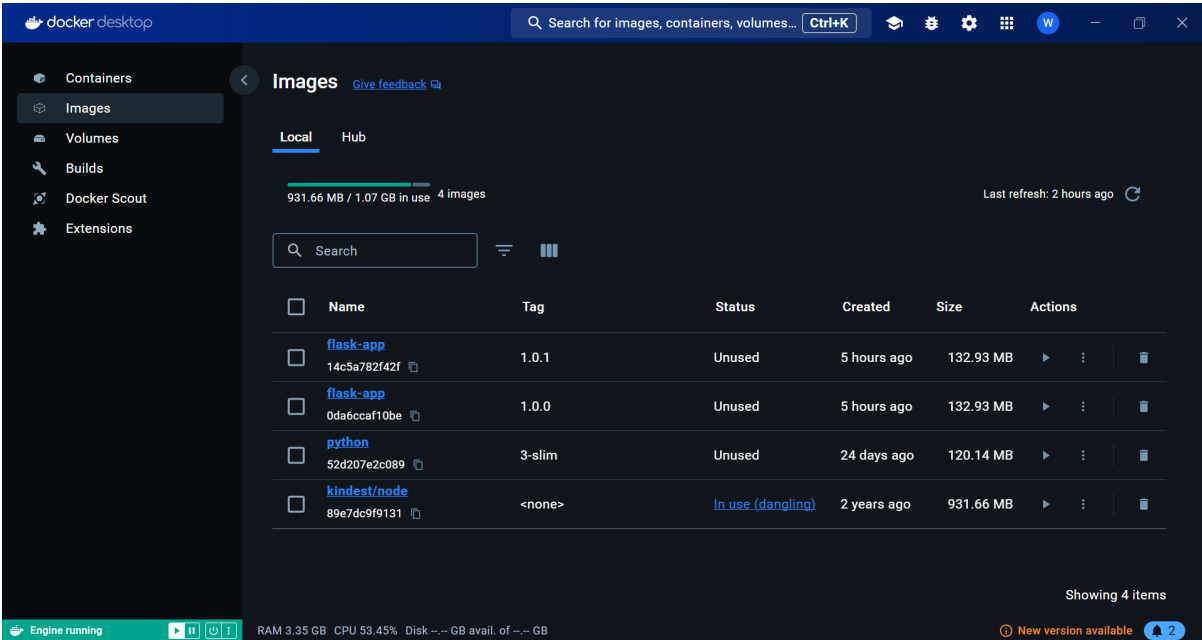 docker desktop
Search for images, containers, volumes... Ctrl+K
W
Containers
Images
Volumes
Builds
Docker Scout
Extensions
Images Give feedback
Local Hub
931.66 MB / 1.07 GB in use 4 images
Last refresh: 2 hours ago
Search
Name Tag Status Created Size Actions
flask-app
14c5a782f42f 1.0.1 Unused 5 hours ago 132.93 MB
flask-app
0da6ccaf10be 1.0.0 Unused 5 hours ago 132.93 MB
python
52d207e2c089 3-slim Unused 24 days ago 120.14 MB
kindest/node
89e7dc9f9131 <none> In use (dangling) 2 years ago 931.66 MB
Showing 4 items
Engine running RAM 3.35 GB CPU 53.45% Disk --.-- GB avail. of --.-- GB New version available 2